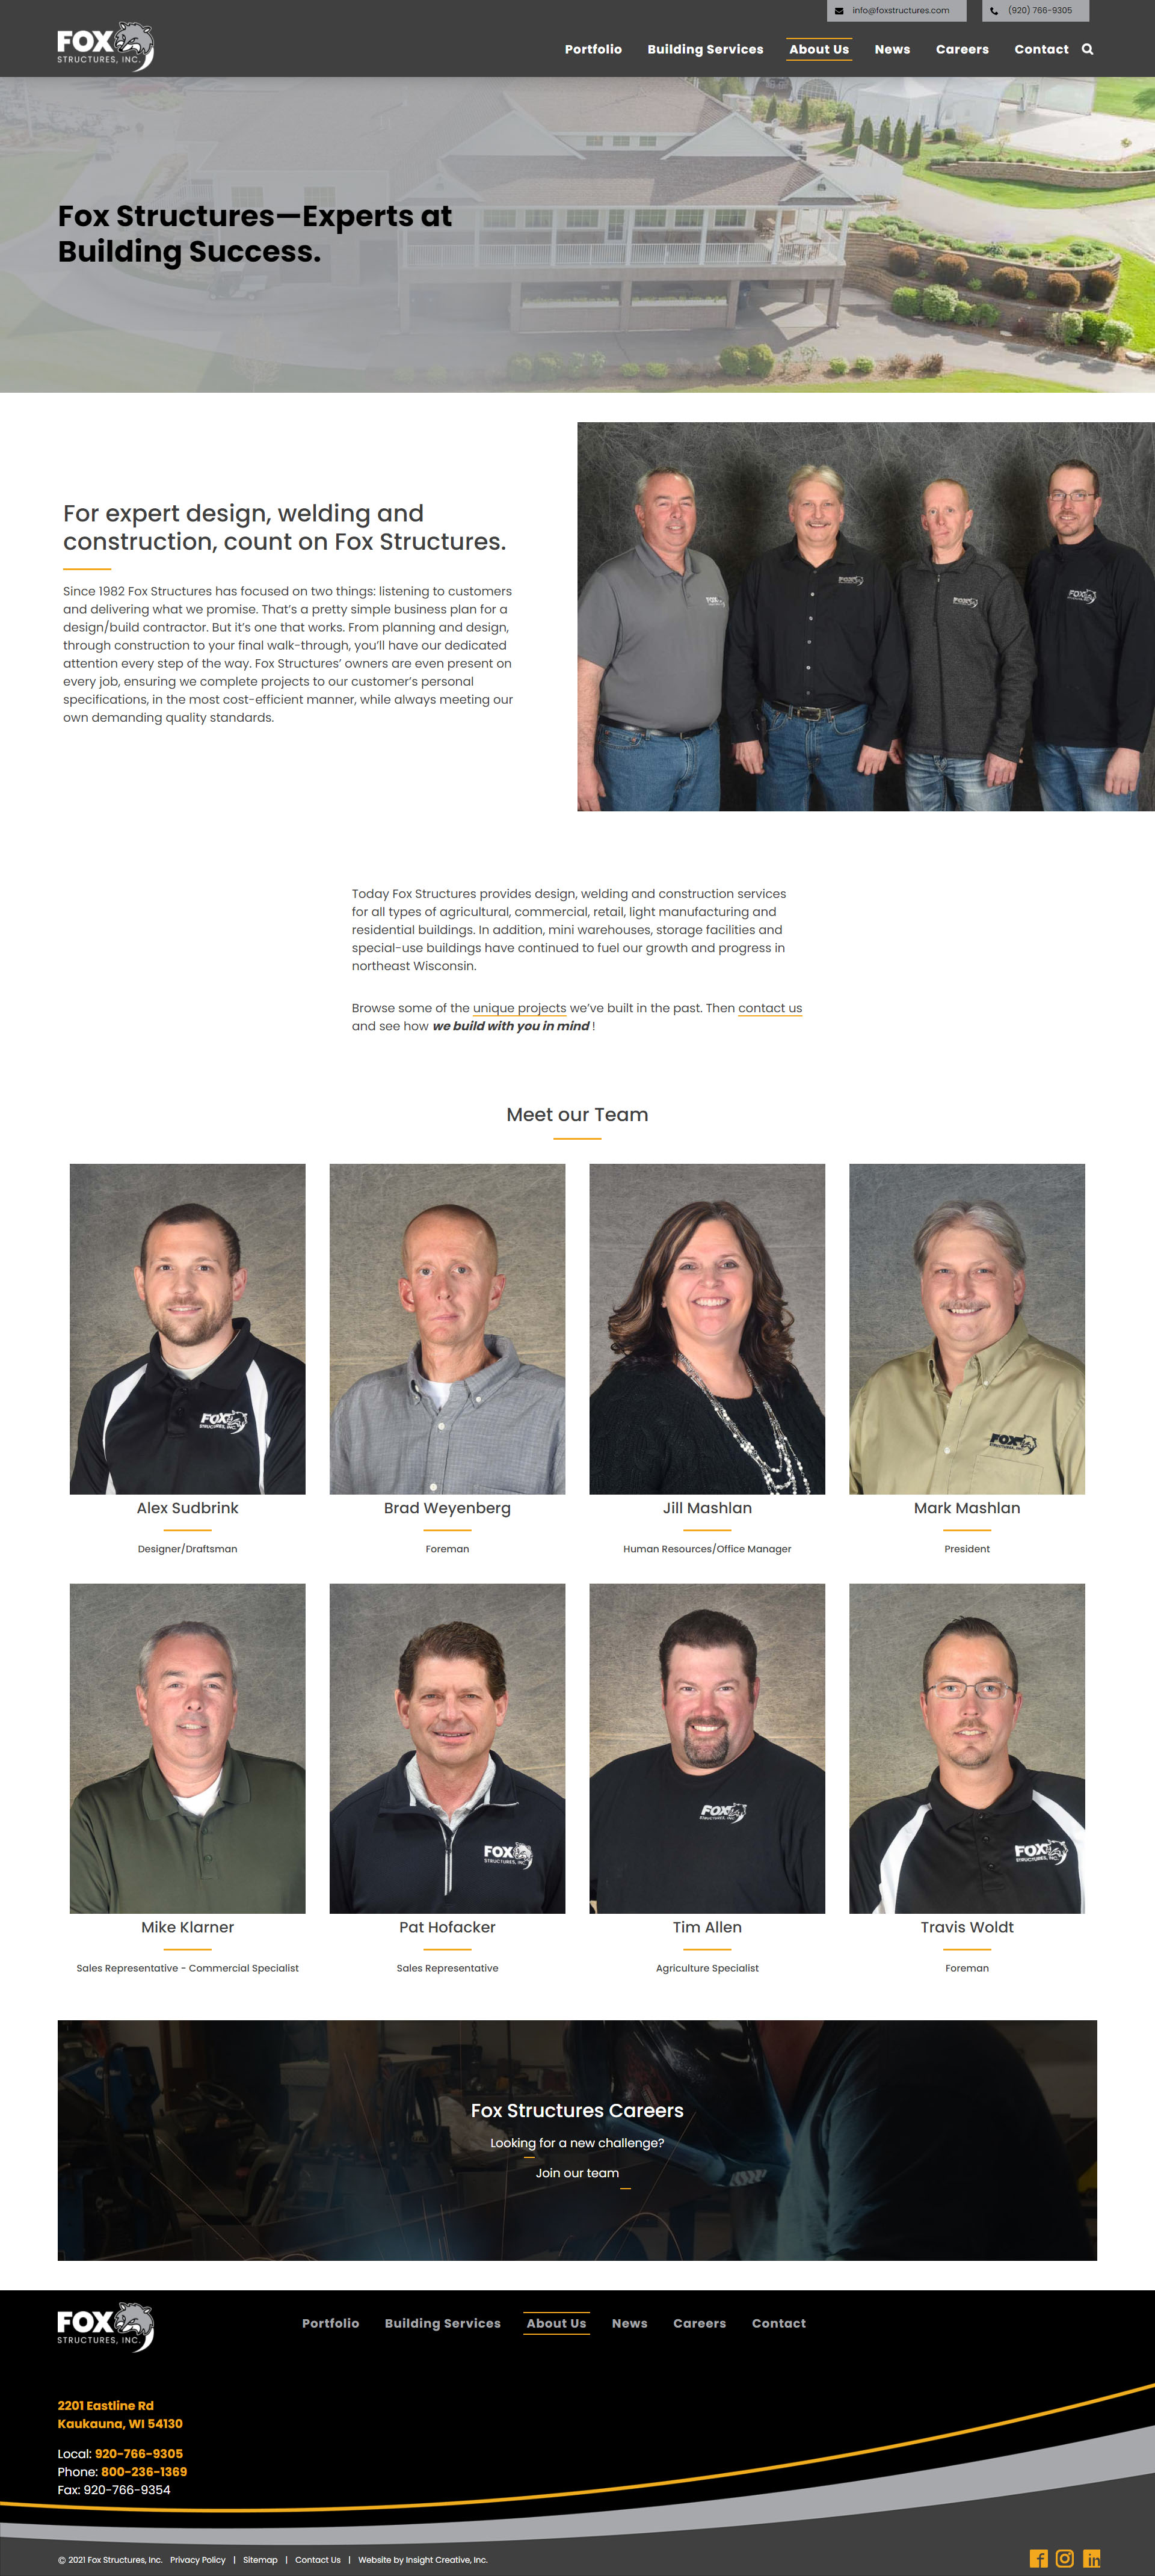 info@foxstructures.com
(920) 766-9305
FOX
STRUCTURES, INC.
Portfolio
Building Services
About Us
News
Careers
Contact
Fox Structures—Experts at
Building Success.
For expert design, welding and
construction, count on Fox Structures.
Since 1982 Fox Structures has focused on two things: listening to customers
and delivering what we promise. That’s a pretty simple business plan for a
design/build contractor. But it’s one that works. From planning and design,
through construction to your final walk-through, you’ll have our dedicated
attention every step of the way. Fox Structures’ owners are even present on
every job, ensuring we complete projects to our customer’s personal
specifications, in the most cost-efficient manner, while always meeting our
own demanding quality standards.
Today Fox Structures provides design, welding and construction services
for all types of agricultural, commercial, retail, light manufacturing and
residential buildings. In addition, mini warehouses, storage facilities and
special-use buildings have continued to fuel our growth and progress in
northeast Wisconsin.
Browse some of the unique projects we’ve built in the past. Then contact us
and see how we build with you in mind !
Meet our Team
FOX
STRUCTURES, INC.
FOX
Alex Sudbrink
Designer/Draftsman
Brad Weyenberg
Foreman
Jill Mashlan
Human Resources/Office Manager
Mark Mashlan
President
FOX
STRUCTURES, INC.
FOX
STRUCTURES, INC.
FOX
STRUCTURES, INC.
Mike Klarner
Sales Representative - Commercial Specialist
Pat Hofacker
Sales Representative
Tim Allen
Agriculture Specialist
Travis Woldt
Foreman
Fox Structures Careers
Looking for a new challenge?
Join our team
FOX
STRUCTURES, INC.
Portfolio
Building Services
About Us
News
Careers
Contact
2201 Eastline Rd
Kaukauna, WI 54130
Local: 920-766-9305
Phone: 800-236-1369
Fax: 920-766-9354
© 2021 Fox Structures, Inc. Privacy Policy | Sitemap | Contact Us | Website by Insight Creative, Inc.